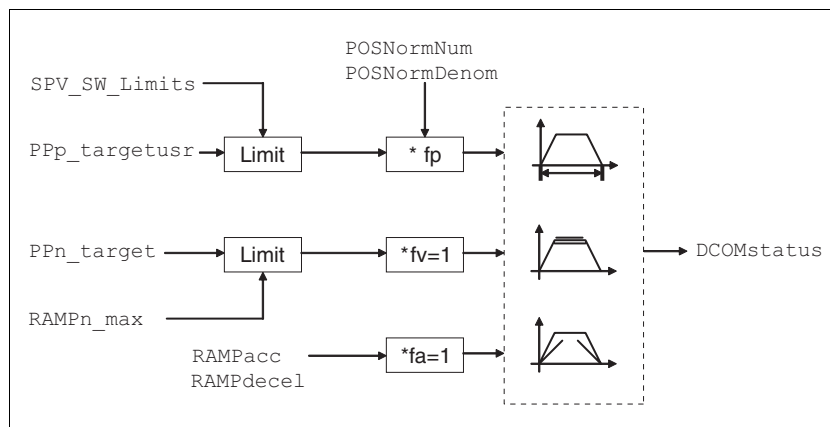 POSNormNum
POSNormDenom
SPV_SW_Limits
PPp_targetusr
Limit
* fp
PPn_target
Limit
*fv=1
DCOMstatus
RAMPn_max
RAMPacc
RAMPdecel
*fa=1